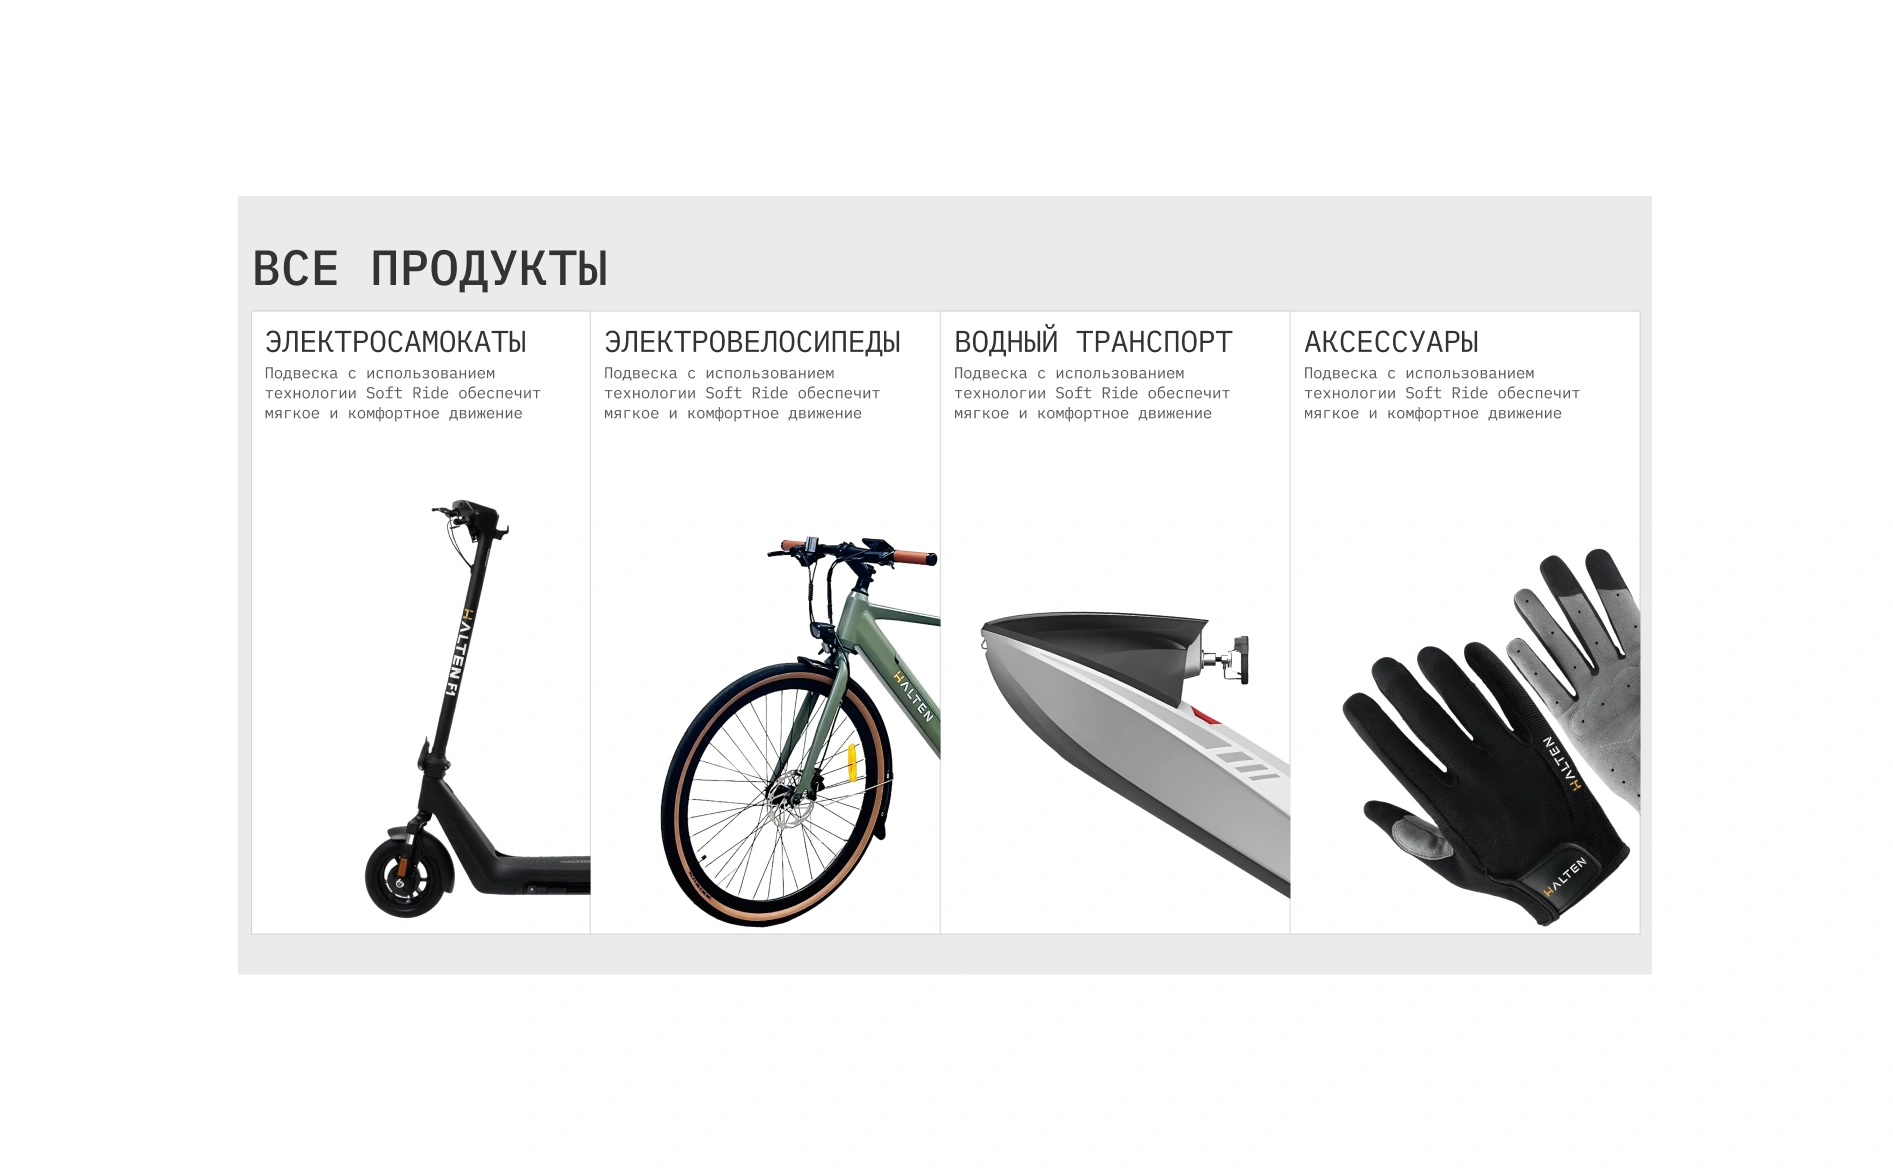 ВСЕ ПРОДУКТЫ
ЭЛЕКТРОСАМОКАТЫ
Подвеска с использованием
технологии Soft Ride обеспечит
мягкое и комфортное движение
HALTEN F1
ЭЛЕКТРОВЕЛОСИПЕДЫ
Подвеска с использованием
технологии Soft Ride обеспечит
мягкое и комфортное движение
HALTEN
ВОДНЫЙ ТРАНСПОРТ
Подвеска с использованием
технологии Soft Ride обеспечит
мягкое и комфортное движение
АКСЕССУАРЫ
Подвеска с использованием
технологии Soft Ride обеспечит
мягкое и комфортное движение
HALTEN
HALTEN